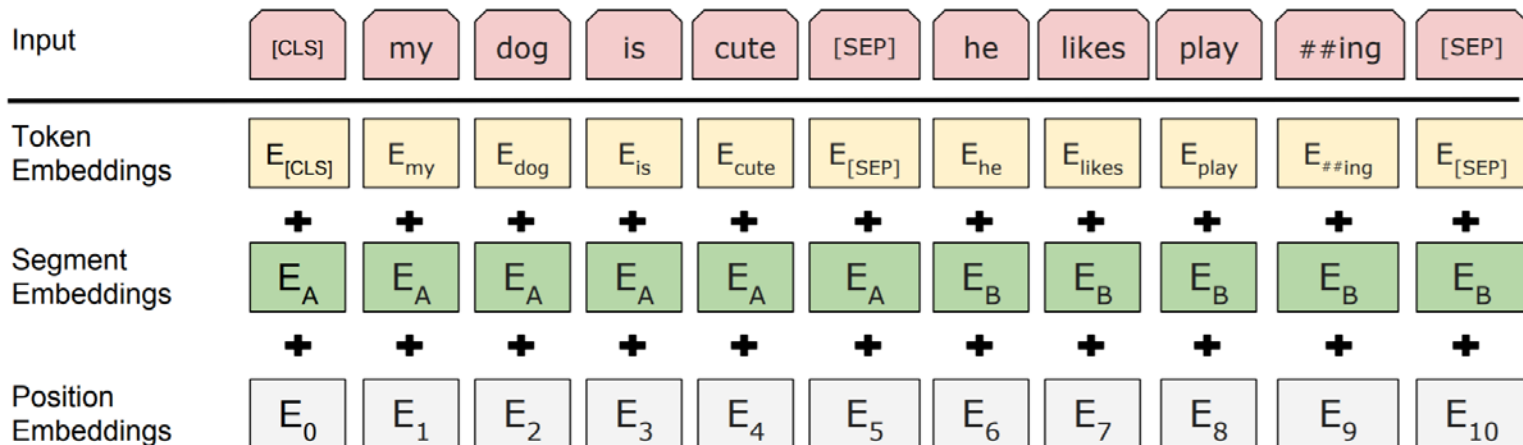 Input [CLS] my dog is cute [SEP] he likes play ##ing [SEP]
Token
Embeddings
E[CLS] Emy Edog Eis Ecute E[SEP] Ehe Elikes Eplay E##ing E[SEP]
+ + + + + + + + + + +
Segment
Embeddings
EA EA EA EA EA EA EB EB EB EB EB
+ + + + + + + + + + +
Position
Embeddings
E0 E1 E2 E3 E4 E5 E6 E7 E8 E9 E10